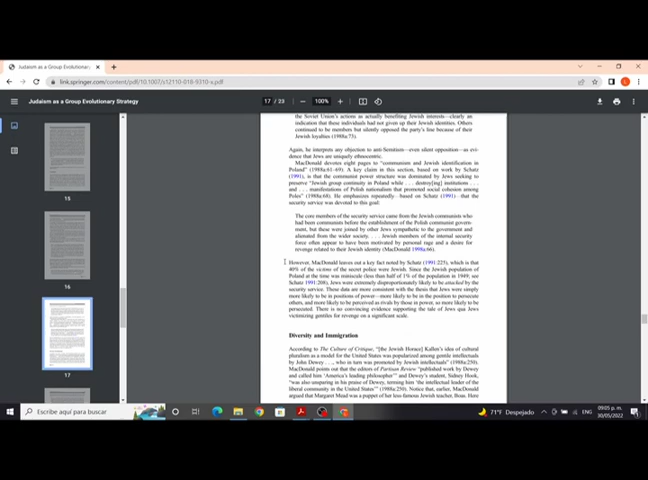 Judaism as a Group Evolutionary
link.springer.com/content/pdf/10.1007/s12110-018-9310-x.pdf
Judaism as a Group Evolutionary Strategy
17 / 23
100%
the Soviet Union's actions as actually benefiting Jewish interests—clearly an
indication that these individuals had not given up their Jewish identities. Others
continued to be members but silently opposed the party's line because of their
Jewish loyalties (1988a:73).
Again, he interprets any objection to anti-Semitism—even silent opposition—as evi-
dence that Jews are uniquely ethnocentric.
MacDonald devotes eight pages to "communism and Jewish identification in
Poland" (1988a:61–69). A key claim in this section, based on work by Schatz
(1991), is that the communist power structure was dominated by Jews seeking to
preserve "Jewish group continuity in Poland while . . . destroy[ing] institutions . . .
and . . . manifestations of Polish nationalism that promoted social cohesion among
Poles" (1998a:68). He emphasizes repeatedly—based on Schatz (1991)—that the
security service was devoted to this goal:
The core members of the security service came from the Jewish communists who
had been communists before the establishment of the Polish communist govern-
ment, but these were joined by other Jews sympathetic to the government and
alienated from the wider society. . . . Jewish members of the internal security
force often appear to have been motivated by personal rage and a desire for
revenge related to their Jewish identity (MacDonald 1998a:66).
However, MacDonald leaves out a key fact noted by Schatz (1991:225), which is that
40% of the victims of the secret police were Jewish. Since the Jewish population of
Poland at the time was miniscule (less than half of 1% of the population in 1949; see
Schatz 1991:208), Jews were extremely disproportionately likely to be attacked by the
security service. These data are more consistent with the thesis that Jews were simply
more likely to be in positions of power—more likely to be in the position to persecute
others, and more likely to be perceived as rivals by those in power, so more likely to be
persecuted. There is no convincing evidence supporting the tale of Jews qua Jews
victimizing gentiles for revenge on a significant scale.
Diversity and Immigration
According to The Culture of Critique, "[the Jewish Horace] Kallen's idea of cultural
pluralism as a model for the United States was popularized among gentile intellectuals
by John Dewey . . ., who in turn was promoted by Jewish intellectuals" (1988a:250).
MacDonald points out that the editors of Partisan Review "published work by Dewey
and called him 'America's leading philosopher'" and Dewey's student, Sidney Hook,
"was also unsparing in his praise of Dewey, terming him 'the intellectual leader of the
liberal community in the United States'" (1988a:250). Notice that, earlier, MacDonald
argued that Margaret Mead was a puppet of her less famous Jewish teacher, Boas. Here
15
16
17
Escribe aquí para buscar
71°F Despejado
ENG
09:05 p. m.
30/05/2022